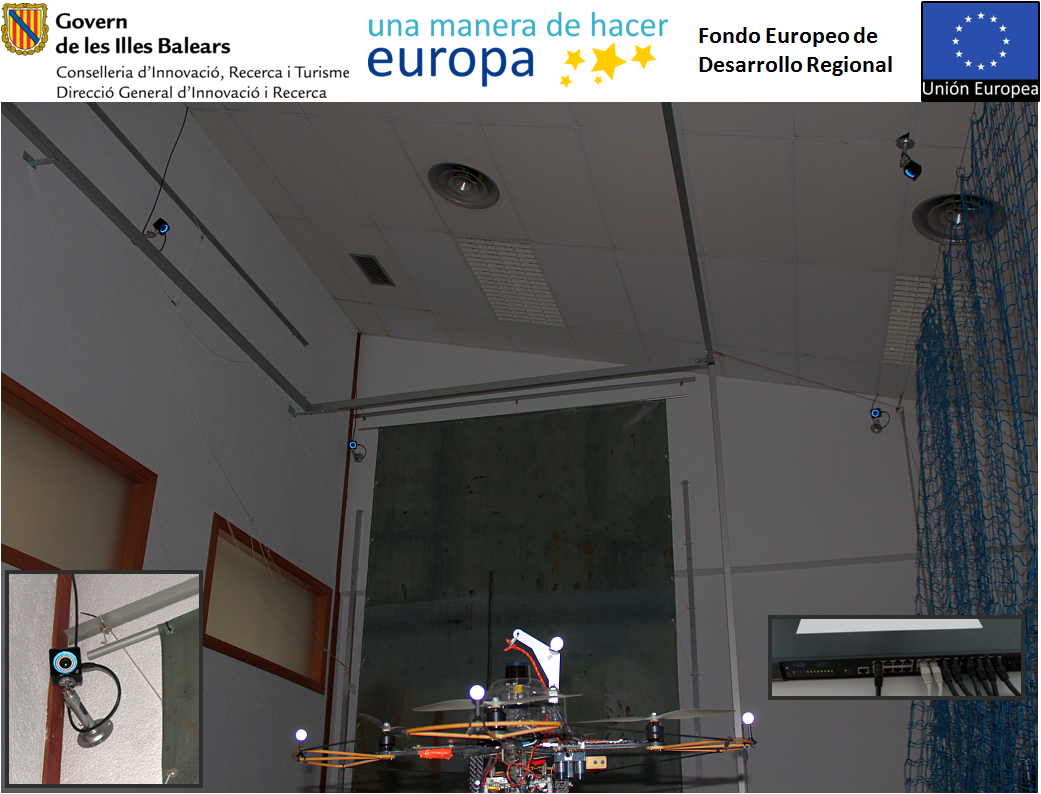 Govern
de les Illes Balears
Conselleria d'Innovació, Recerca i Turisme
Direcció General d'Innovació i Recerca
una manera de hacer
europa
Fondo Europeo de
Desarrollo Regional
Unión Europea